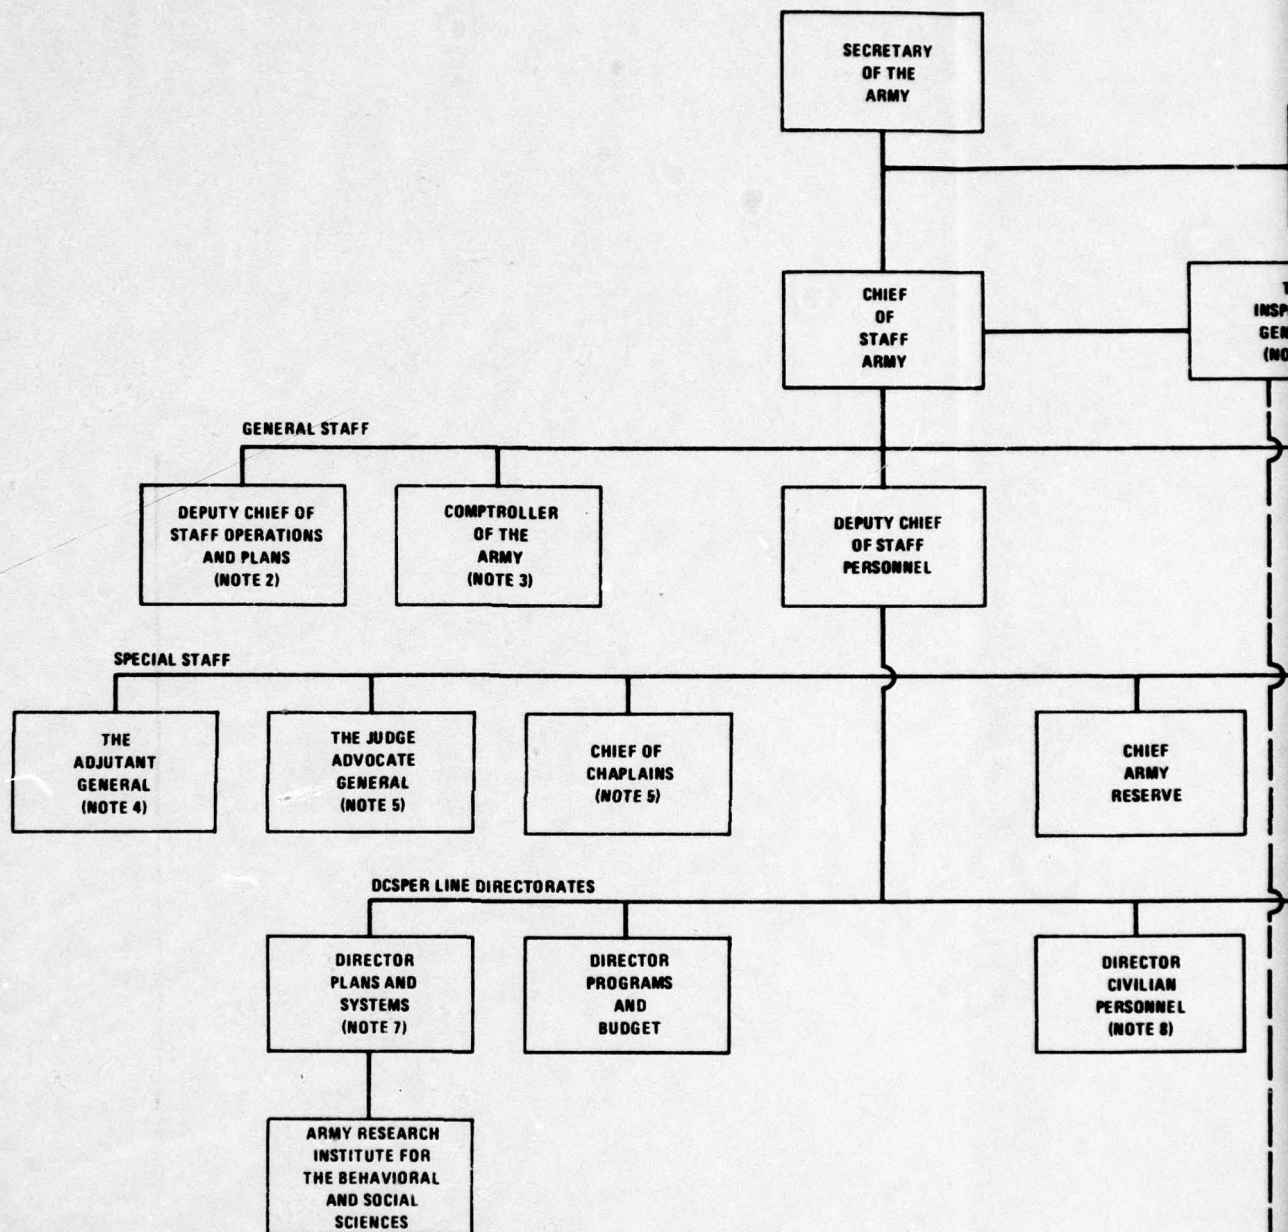 SECRETARY
OF THE
ARMY
CHIEF
OF
STAFF
ARMY
GENERAL STAFF
DEPUTY CHIEF OF
STAFF OPERATIONS
AND PLANS
(NOTE 2)
COMPTROLLER
OF THE
ARMY
(NOTE 3)
DEPUTY CHIEF
OF STAFF
PERSONNEL
SPECIAL STAFF
THE
ADJUTANT
GENERAL
(NOTE 4)
THE JUDGE
ADVOCATE
GENERAL
(NOTE 5)
CHIEF OF
CHAPLAINS
(NOTE 5)
CHIEF
ARMY
RESERVE
DCSPER LINE DIRECTORATES
DIRECTOR
PLANS AND
SYSTEMS
(NOTE 7)
DIRECTOR
PROGRAMS
AND
BUDGET
DIRECTOR
CIVILIAN
PERSONNEL
(NOTE 8)
ARMY RESEARCH
INSTITUTE FOR
THE BEHAVIORAL
AND SOCIAL
SCIENCES